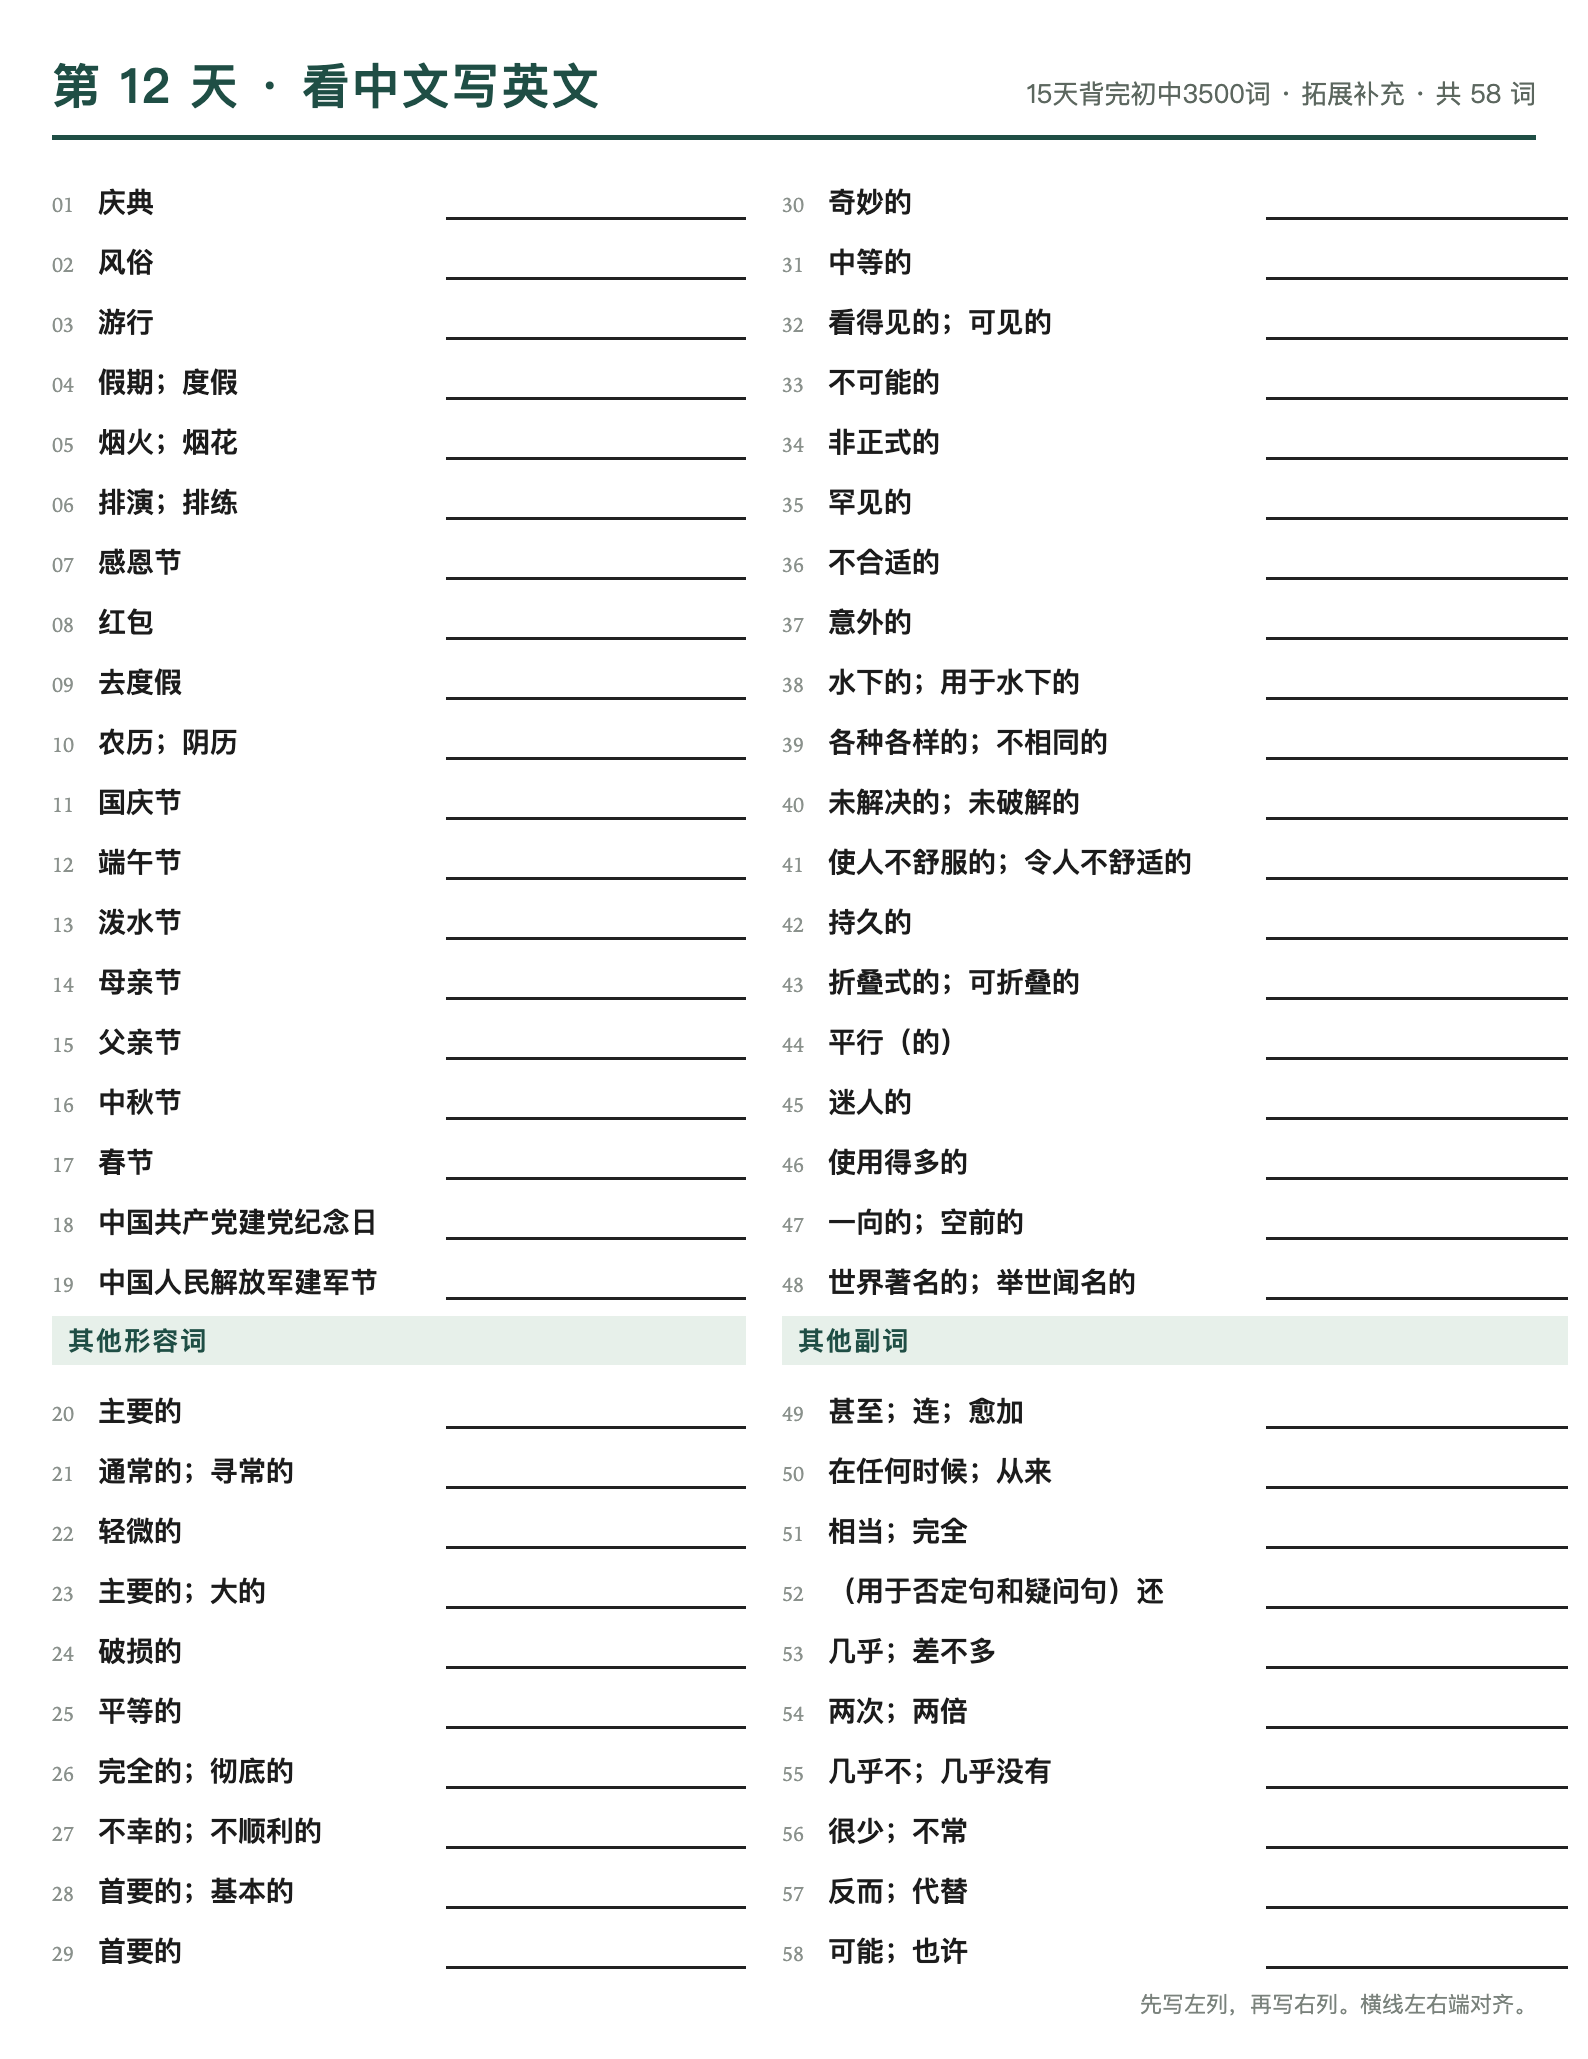 第 12 天 · 看中文写英文
15天背完初中3500词 · 拓展补充 · 共 58 词
01 庆典
02 风俗
03 游行
04 假期；度假
05 烟火；烟花
06 排演；排练
07 感恩节
08 红包
09 去度假
10 农历；阴历
11 国庆节
12 端午节
13 泼水节
14 母亲节
15 父亲节
16 中秋节
17 春节
18 中国共产党建党纪念日
19 中国人民解放军建军节
其他形容词
20 主要的
21 通常的；寻常的
22 轻微的
23 主要的；大的
24 破损的
25 平等的
26 完全的；彻底的
27 不幸的；不顺利的
28 首要的；基本的
29 首要的
30 奇妙的
31 中等的
32 看得见的；可见的
33 不可能的
34 非正式的
35 罕见的
36 不合适的
37 意外的
38 水下的；用于水下的
39 各种各样的；不相同的
40 未解决的；未破解的
41 使人不舒服的；令人不舒适的
42 持久的
43 折叠式的；可折叠的
44 平行（的）
45 迷人的
46 使用得多的
47 一向的；空前的
48 世界著名的；举世闻名的
其他副词
49 甚至；连；愈加
50 在任何时候；从来
51 相当；完全
52 （用于否定句和疑问句）还
53 几乎；差不多
54 两次；两倍
55 几乎不；几乎没有
56 很少；不常
57 反而；代替
58 可能；也许
先写左列，再写右列。横线左右端对齐。